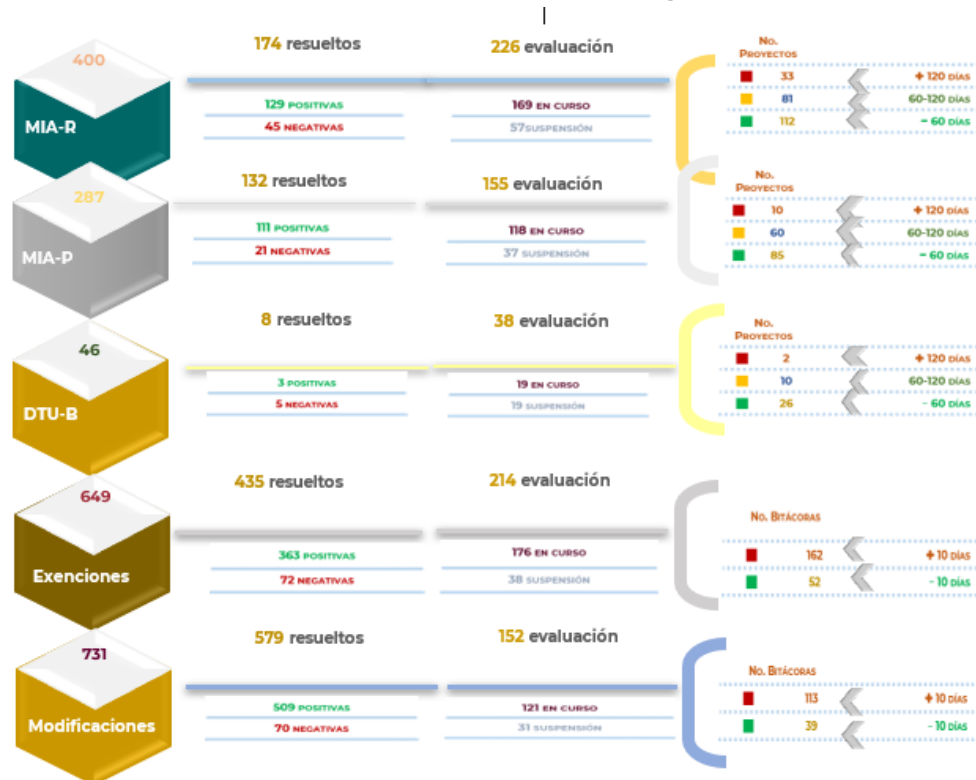 400
MIA-R
174 resueltos
129 POSITIVAS
45 NEGATIVAS
226 evaluación
169 EN CURSO
57SUSPENSIÓN
No.
PROYECTOS
33 + 120 DÍAS
81 60-120 DÍAS
112 - 60 DÍAS
287
MIA-P
132 resueltos
111 POSITIVAS
21 NEGATIVAS
155 evaluación
118 EN CURSO
37 SUSPENSIÓN
No.
PROYECTOS
10 + 120 DÍAS
60 60-120 DÍAS
85 - 60 DÍAS
46
DTU-B
8 resueltos
3 POSITIVAS
5 NEGATIVAS
38 evaluación
19 EN CURSO
19 SUSPENSIÓN
No.
PROYECTOS
2 + 120 DÍAS
10 60-120 DÍAS
26 - 60 DÍAS
649
Exenciones
435 resueltos
363 POSITIVAS
72 NEGATIVAS
214 evaluación
176 EN CURSO
38 SUSPENSIÓN
No. BITÁCORAS
162 + 10 DÍAS
52 - 10 DÍAS
731
Modificaciones
579 resueltos
509 POSITIVAS
70 NEGATIVAS
152 evaluación
121 EN CURSO
31 SUSPENSIÓN
No. BITÁCORAS
113 + 10 DÍAS
39 - 10 DÍAS